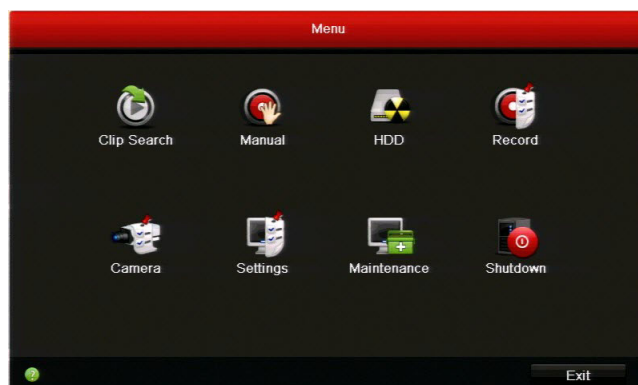 Menu
Clip Search
Manual
HDD
Record
Camera
Settings
Maintenance
Shutdown
?
Exit